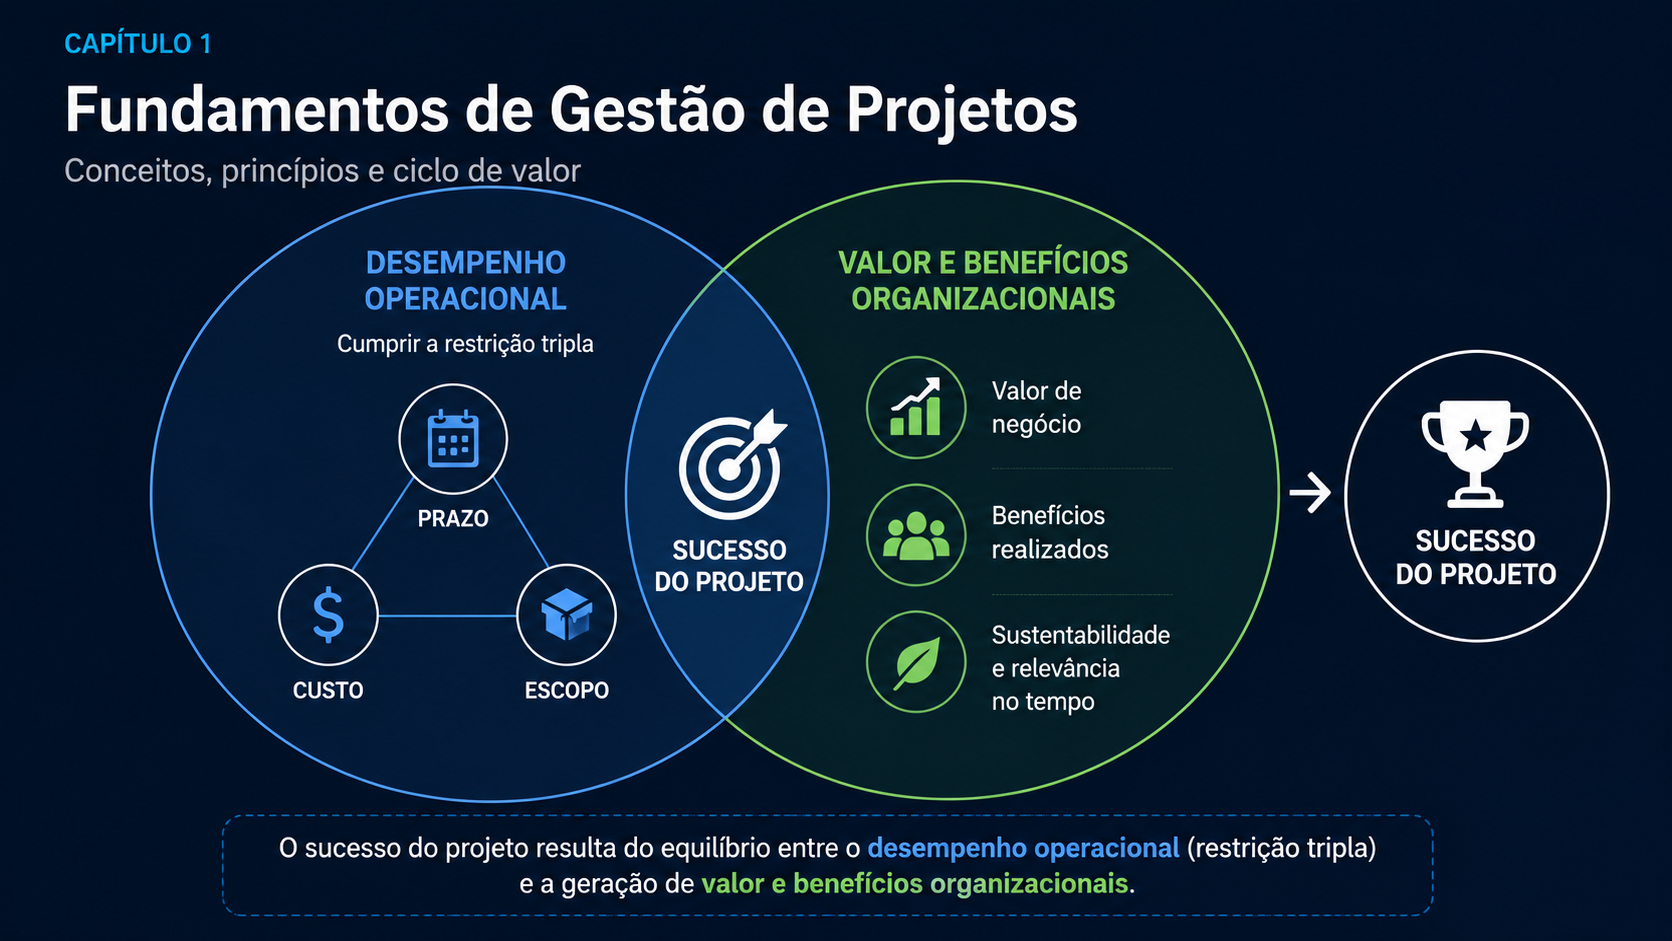 CAPÍTULO 1
Fundamentos de Gestão de Projetos
Conceitos, princípios e ciclo de valor
DESEMPENHO
OPERACIONAL
Cumprir a restrição tripla
PRAZO
$
CUSTO
ESCOPO
SUCESSO
DO PROJETO
VALOR E BENEFÍCIOS
ORGANIZACIONAIS
Valor de
negócio
Benefícios
realizados
Sustentabilidade
e relevância
no tempo
SUCESSO
DO PROJETO
O sucesso do projeto resulta do equilíbrio entre o desempenho operacional (restrição tripla)
e a geração de valor e benefícios organizacionais.